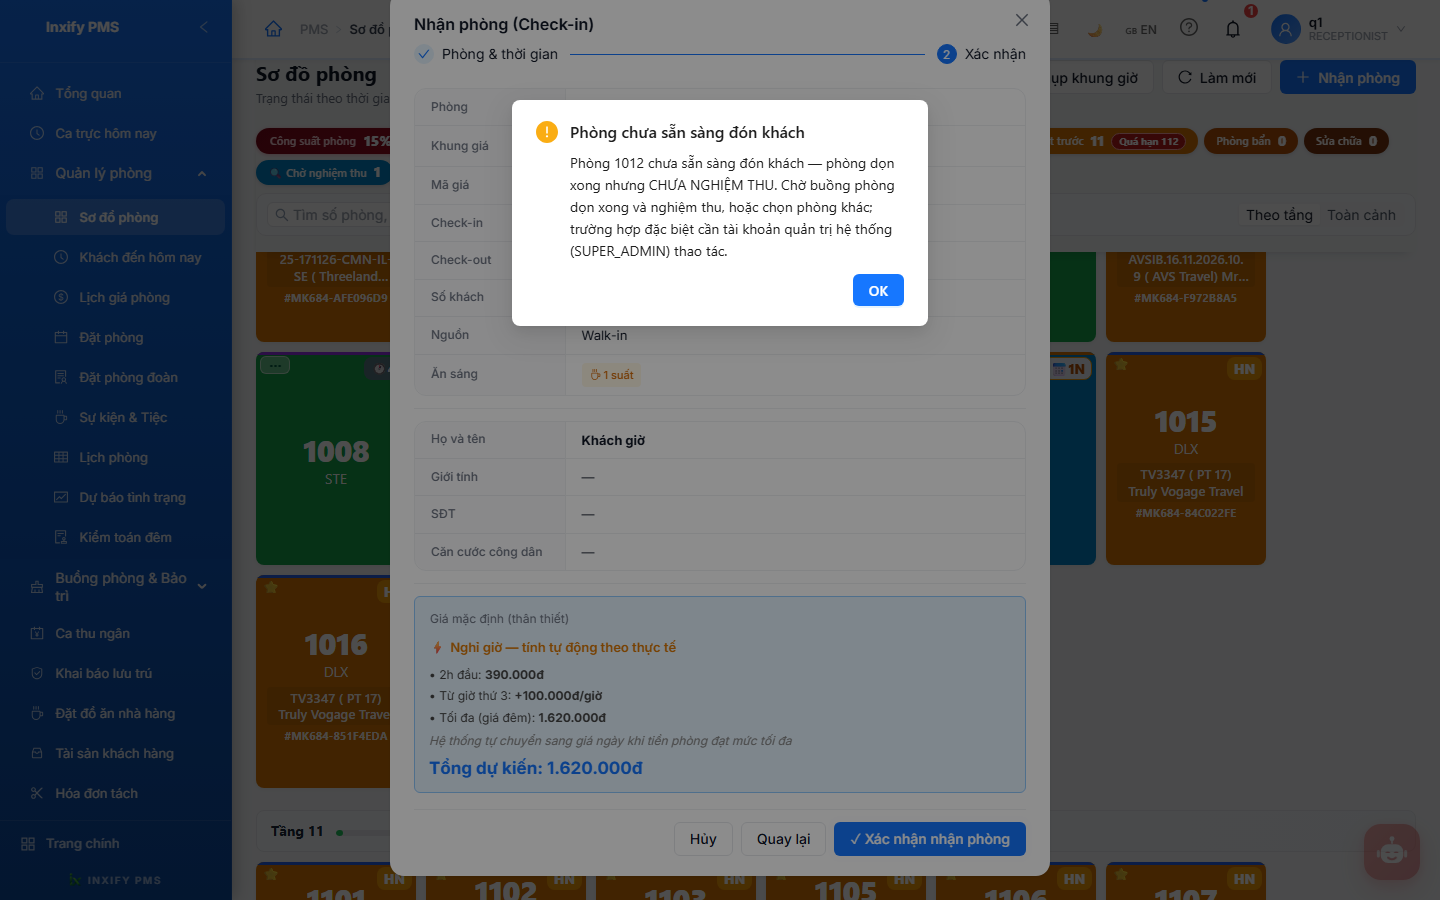 Inxify PMS
Tổng quan
Ca trực hôm nay
Quản lý phòng
Sơ đồ phòng
Khách đến hôm nay
Lịch giá phòng
Đặt phòng
Đặt phòng đoàn
Sự kiện & Tiệc
Lịch phòng
Dự báo tình trạng
Kiểm toán đêm
Buồng phòng & Bảo
trì
Ca thu ngân
Khai báo lưu trú
Đặt đồ ăn nhà hàng
Tài sản khách hàng
Hóa đơn tách
Trang chính
INXIFY PMS
PMS
Sơ đồ
GB EN
1
q1
RECEPTIONIST
Sơ đồ phòng
Trạng thái theo thời gia
ụp khung giờ
Làm mới
Nhận phòng
Công suất phòng 15%
t trước 11 Quá hạn 112
Phòng bẩn 0
Sửa chữa 0
Chờ nghiệm thu 1
Tìm số phòng,
Theo tầng
Toàn cảnh
25-171126-CMN-IL-
SE ( Threeland...
#MK684-AFE096D9
AVSIB.16.11.2026.10.
9 ( AVS Travel) Mr...
#MK684-F972B8A5
1008
STE
1N
HN
1015
DLX
TV3347 ( PT 17)
Truly Vogage Travel
#MK684-84C022FE
1016
DLX
TV3347 ( PT 17)
Truly Vogage Trave
#MK684-851F4EDA
Tầng 11
HN
1101
HN
1102
HN
1103
HN
1105
HN
1106
HN
1107
Nhận phòng (Check-in)
Phòng & thời gian
2 Xác nhận
Phòng
Khung giá
Mã giá
Check-in
Check-out
Số khách
Nguồn
Walk-in
Ăn sáng
1 suất
Họ và tên
Khách giờ
Giới tính
—
SĐT
—
Căn cước công dân
—
Giá mặc định (thân thiết)
Nghỉ giờ — tính tự động theo thực tế
• 2h đầu: 390.000đ
• Từ giờ thứ 3: +100.000đ/giờ
• Tối đa (giá đêm): 1.620.000đ
Hệ thống tự chuyển sang giá ngày khi tiền phòng đạt mức tối đa
Tổng dự kiến: 1.620.000đ
Hủy
Quay lại
✓ Xác nhận nhận phòng
Phòng chưa sẵn sàng đón khách
Phòng 1012 chưa sẵn sàng đón khách — phòng dọn
xong nhưng CHƯA NGHIỆM THU. Chờ buồng phòng
dọn xong và nghiệm thu, hoặc chọn phòng khác;
trường hợp đặc biệt cần tài khoản quản trị hệ thống
(SUPER_ADMIN) thao tác.
OK